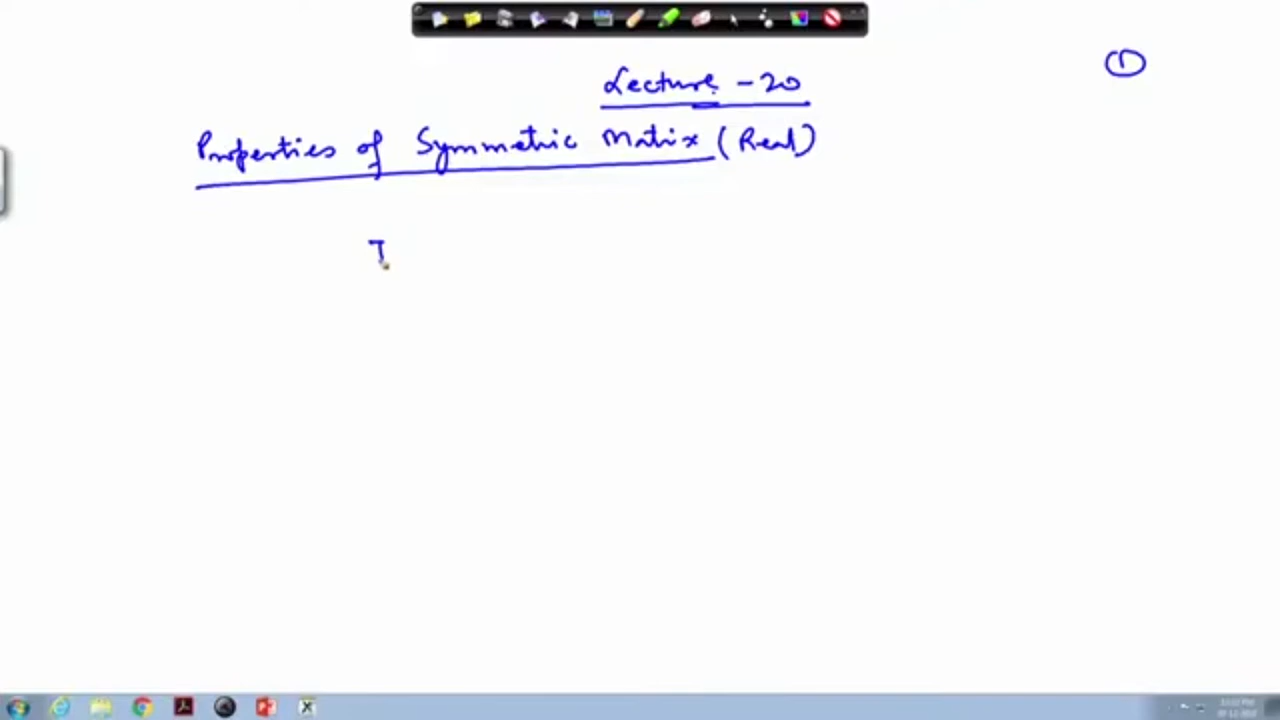 ①
Lecture - 20
Properties of Symmetric Matrix (Real)